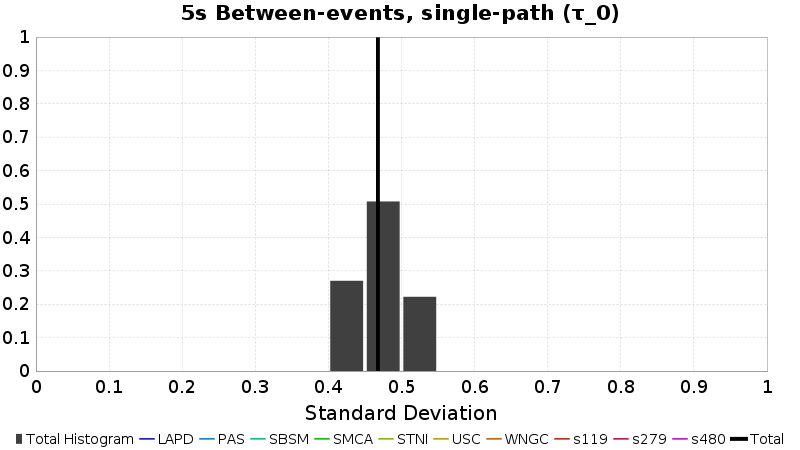 5s Between-events, single-path (τ_0)
1
0.9
0.8
0.7
0.6
0.5
0.4
0.3
0.2
0.1
0
0 0.1 0.2 0.3 0.4 0.5 0.6 0.7 0.8 0.9 1
Standard Deviation
Total Histogram LAPD PAS SBSM SMCA STNI USC WNGC s119 s279 s480 Total